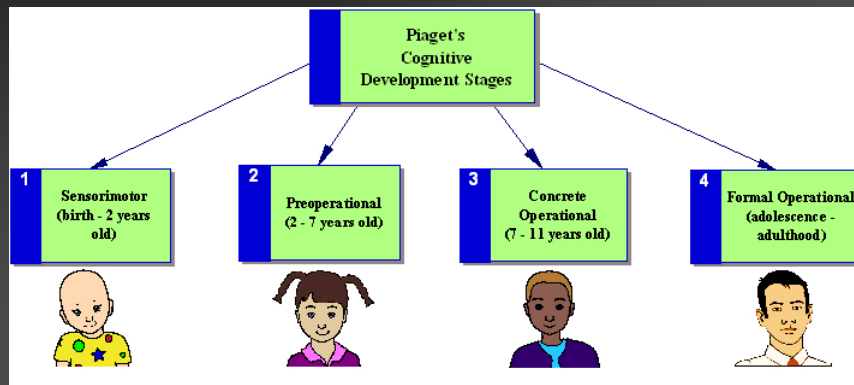 Piaget's
Cognitive
Development Stages
1
Sensorimotor
(birth - 2 years
old)
2
Preoperational
(2 - 7 years old)
3
Concrete
Operational
(7 - 11 years old)
4
Formal Operational
(adolescence -
adulthood)